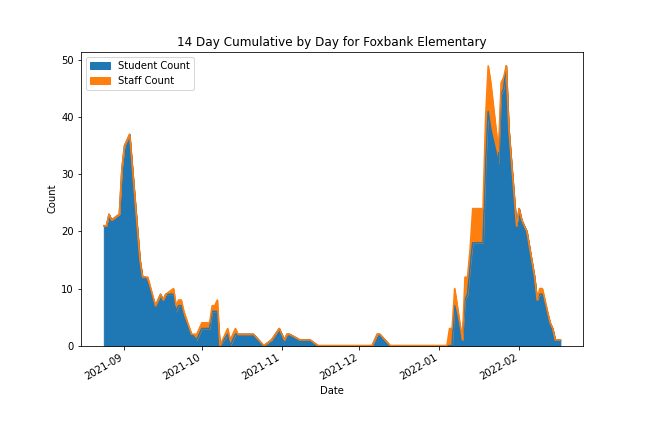 14 Day Cumulative by Day for Foxbank Elementary
Student Count
Staff Count
Count
50
40
30
20
10
0
2021-09
2021-10
2021-11
2021-12
2022-01
2022-02
Date